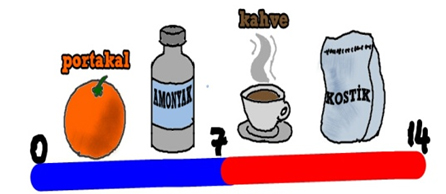 portakal
AMONYAK
kahve
KOSTİK
0
7
14